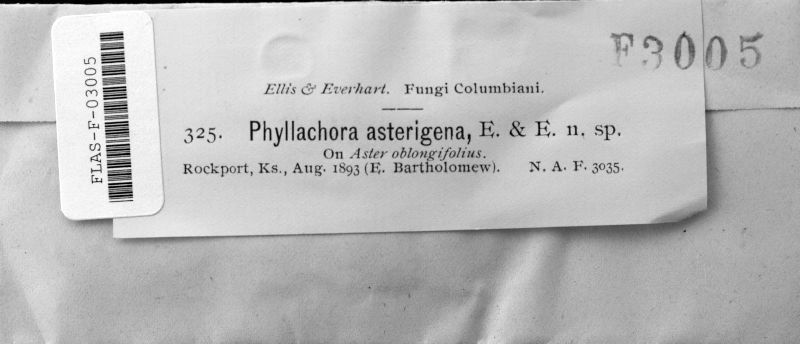 F3005
FLAS-F-03005
Ellis & Everhart. Fungi Columbiani.
325. Phyllachora asterigena, E. & E. n. sp.
On Aster oblongifolius.
Rockport, Ks., Aug. 1893 (E. Bartholomew). N. A. F. 3035.